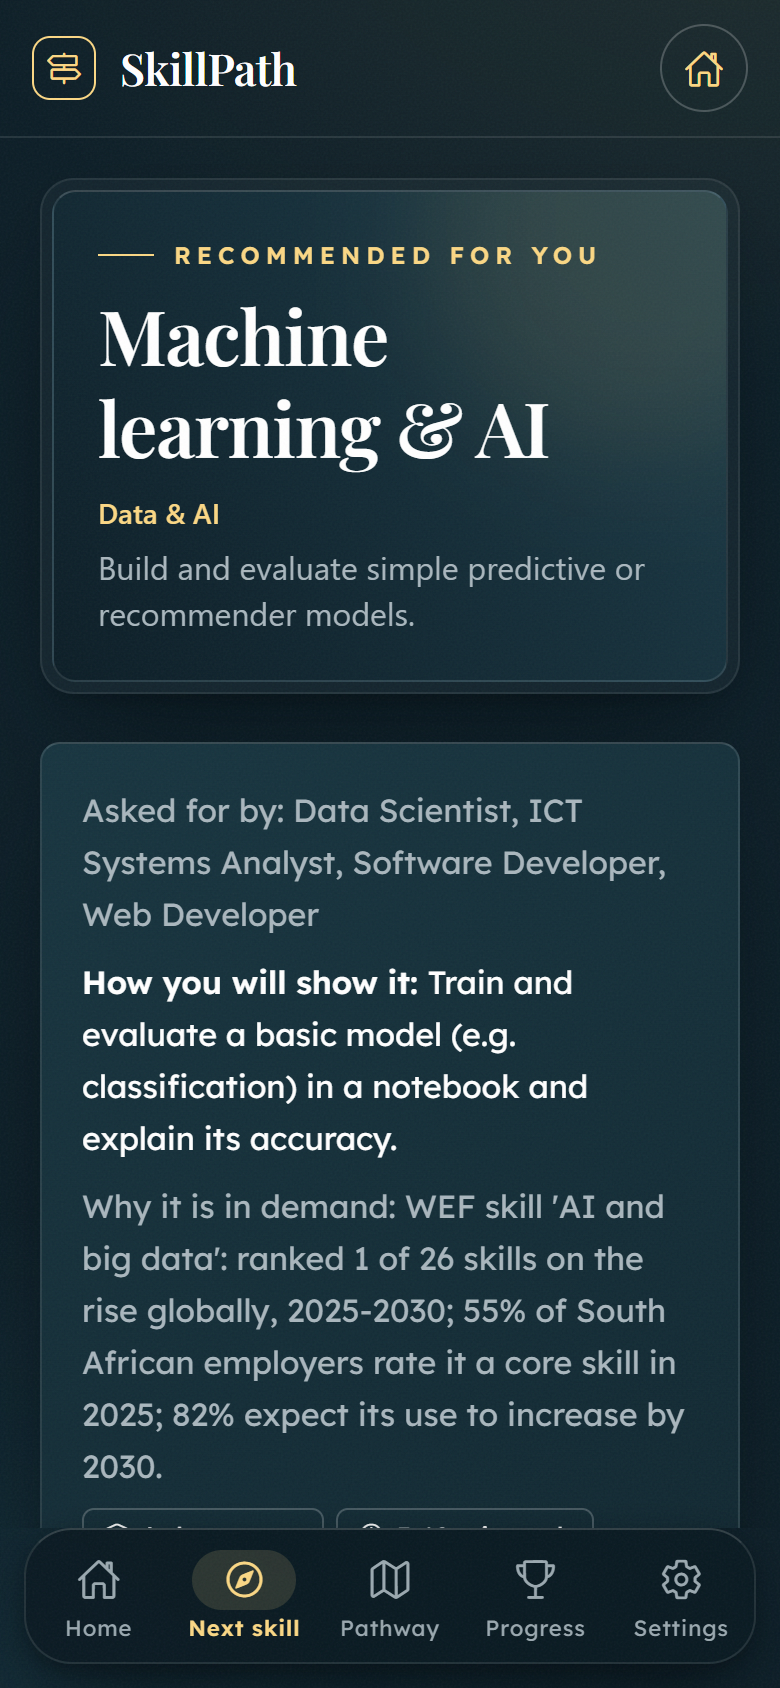 SkillPath
RECOMMENDED FOR YOU
Machine
learning & AI
Data & AI
Build and evaluate simple predictive or
recommender models.
Asked for by: Data Scientist, ICT
Systems Analyst, Software Developer,
Web Developer
How you will show it: Train and
evaluate a basic model (e.g.
classification) in a notebook and
explain its accuracy.
Why it is in demand: WEF skill 'AI and
big data': ranked 1 of 26 skills on the
rise globally, 2025-2030; 55% of South
African employers rate it a core skill in
2025; 82% expect its use to increase by
2030.
Home
Next skill
Pathway
Progress
Settings